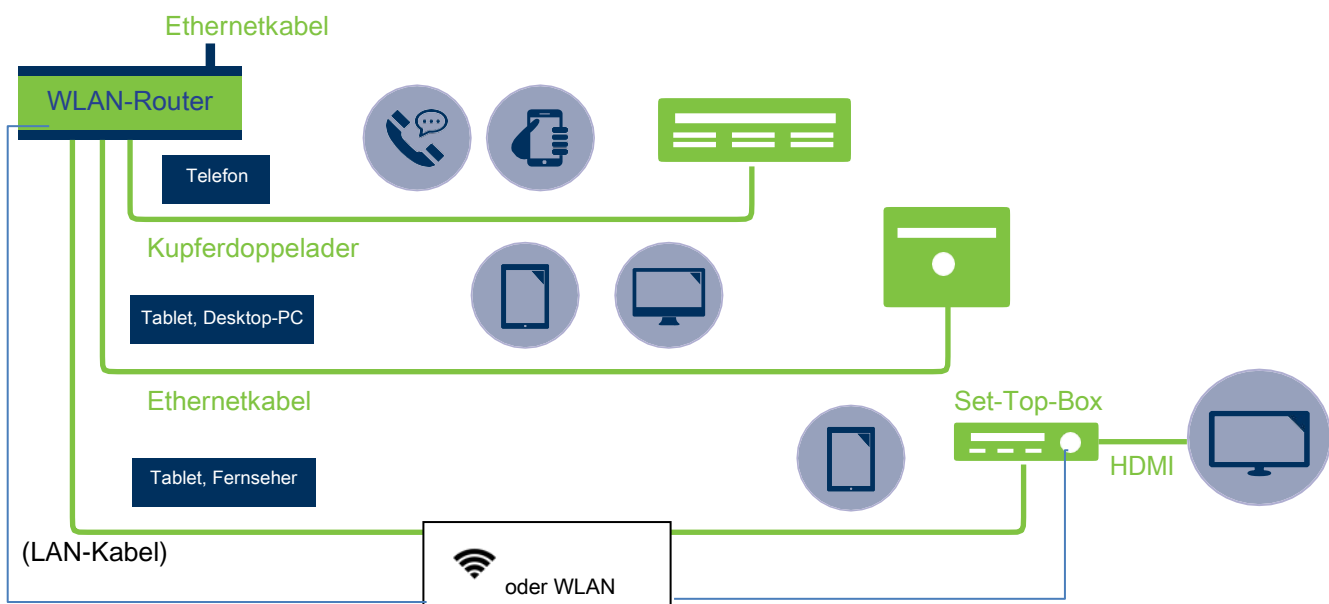 Ethernetkabel
WLAN-Router
Telefon
Kupferdoppelader
Tablet, Desktop-PC
Ethernetkabel
Set-Top-Box
HDMI
Tablet, Fernseher
(LAN-Kabel)
oder WLAN